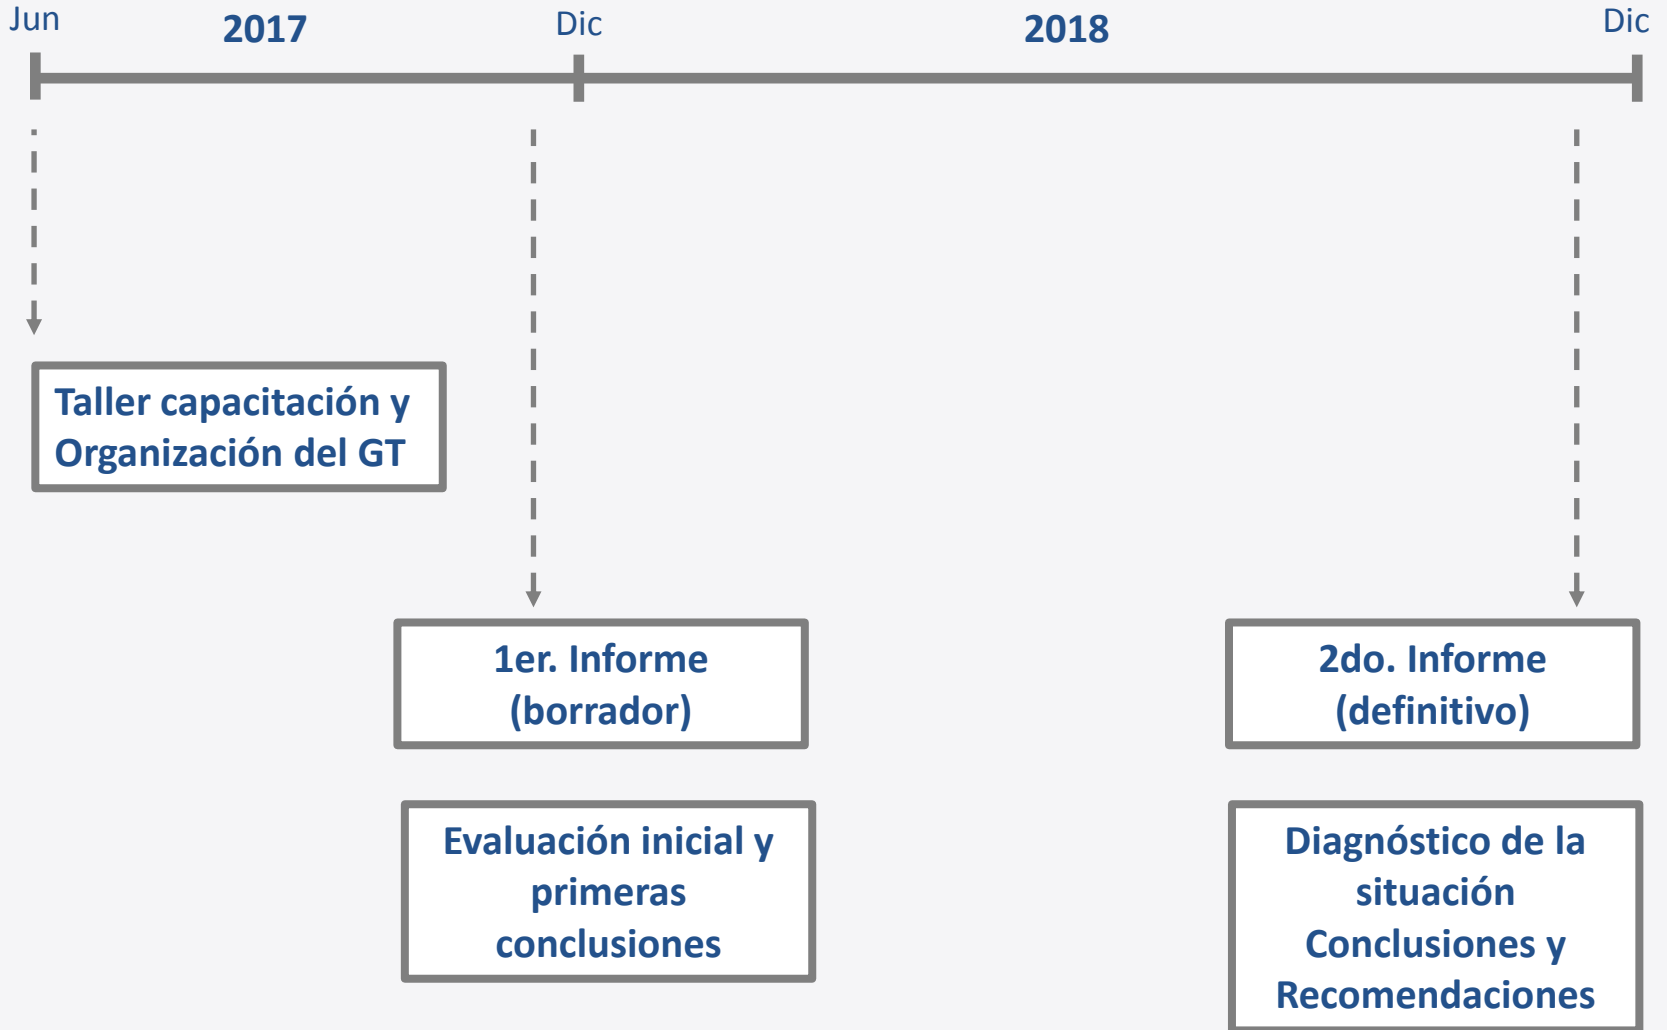 Jun
2017
Dic
2018
Dic
Taller capacitación y
Organización del GT
1er. Informe
(borrador)
2do. Informe
(definitivo)
Evaluación inicial y
primeras
conclusiones
Diagnóstico de la
situación
Conclusiones y
Recomendaciones